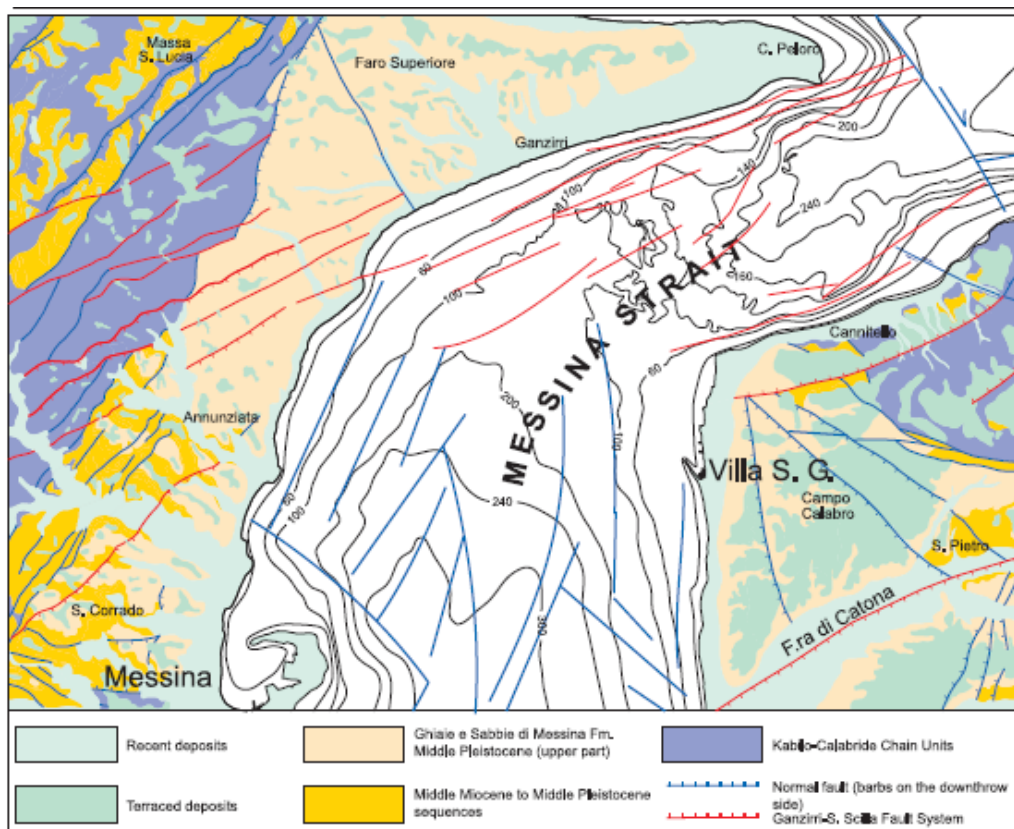 Massa
S. Lucia
Faro Superiore
C. Peloro
Ganzirri
200
100
140
240
60
100
160
MESSINA STRAIT
Cannitello
60
Annunziata
200
100
Villa S. G.
240
Campo
Calabro
60
100
S. Pietro
S. Corrado
300
F.ra di Catona
Messina
Recent deposits
Ghiaie e Sabbie di Messina Fm.
Middle Pleistocene (upper part)
Kabilo-Calabride Chain Units
Terraced deposits
Middle Miocene to Middle Pleistocene
sequences
Normal fault (barbs on the downthrow
side)
Ganzirri-S. Scilla Fault System